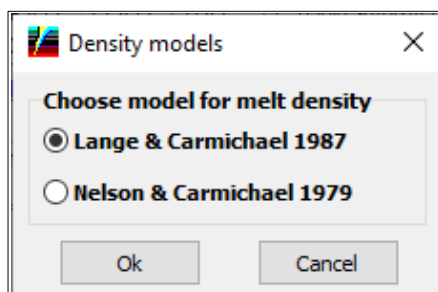 Density models
Choose model for melt density
Lange & Carmichael 1987
Nelson & Carmichael 1979
Ok Cancel